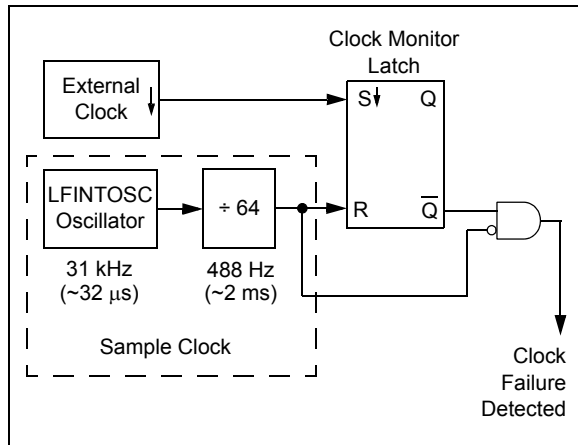 Clock Monitor
Latch
External
Clock
S
Q
LFINTOSC
Oscillator
÷ 64
R
Q̅
31 kHz
(~32 μs)
488 Hz
(~2 ms)
Sample Clock
Clock
Failure
Detected